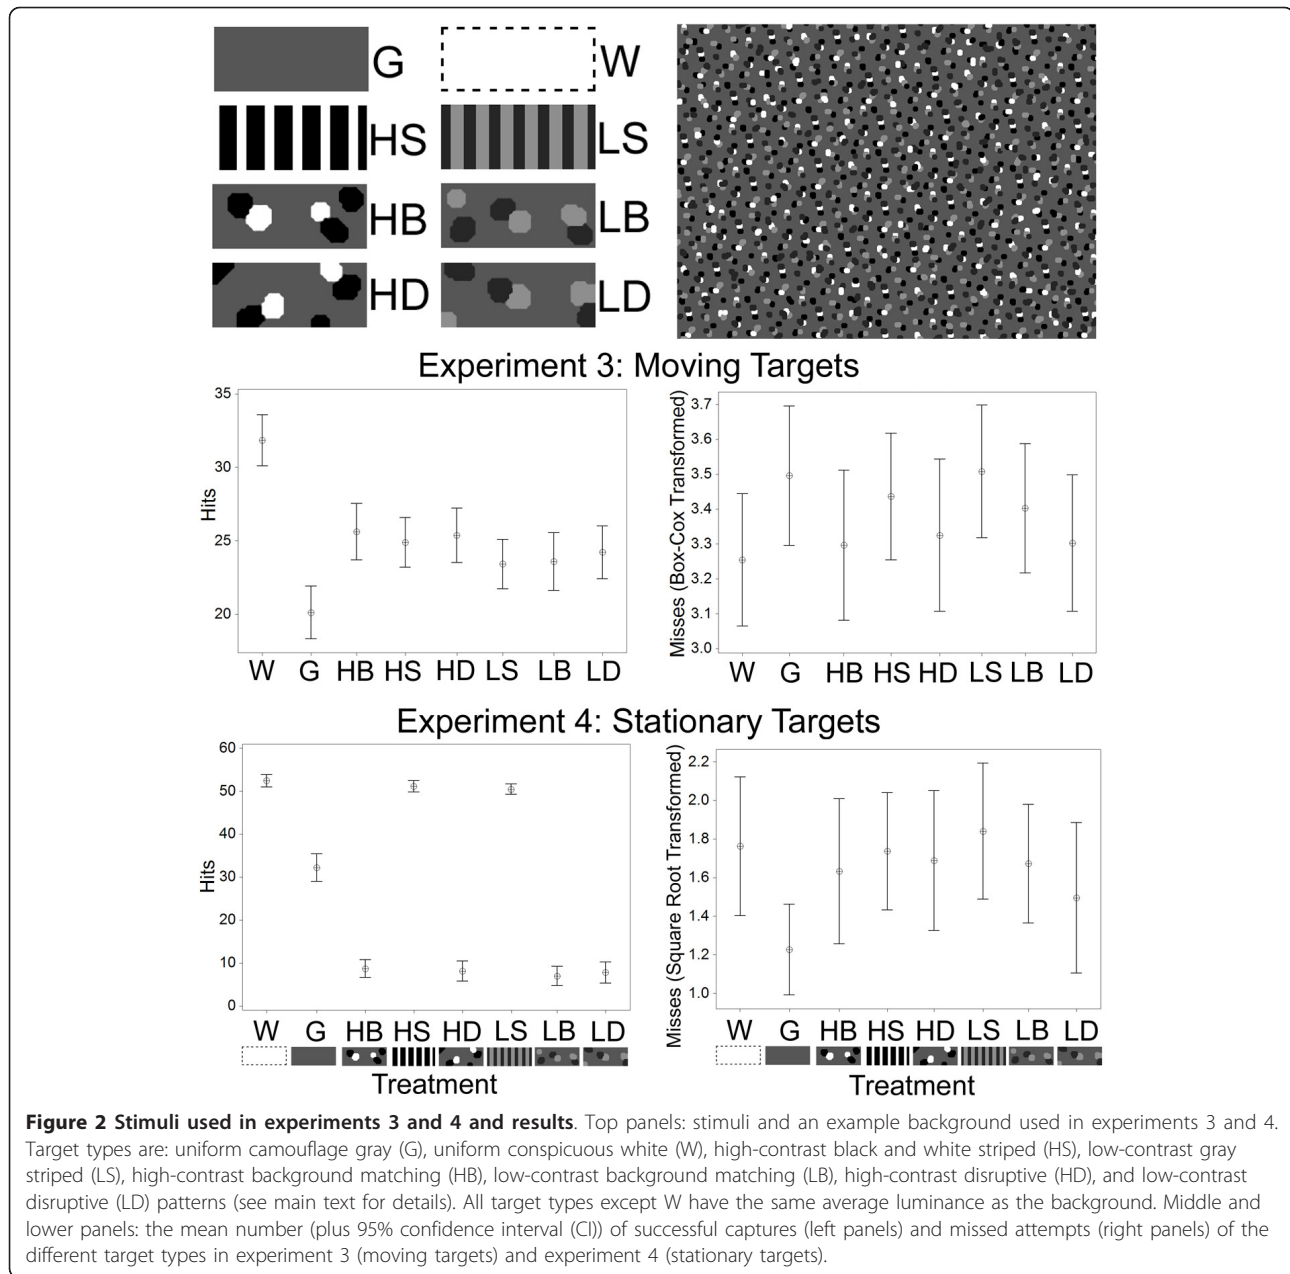 G
W
HS
LS
HB
LB
HD
LD
Experiment 3: Moving Targets
Hits
35
30
25
20
W G HB HS HD LS LB LD
Misses (Box-Cox Transformed)
3.7
3.6
3.5
3.4
3.3
3.2
3.1
3.0
W G HB HS HD LS LB LD
Experiment 4: Stationary Targets
Hits
60
50
40
30
20
10
0
W G HB HS HD LS LB LD
Treatment
Misses (Square Root Transformed)
2.2
2.0
1.8
1.6
1.4
1.2
1.0
W G HB HS HD LS LB LD
Treatment
Figure 2 Stimuli used in experiments 3 and 4 and results. Top panels: stimuli and an example background used in experiments 3 and 4.
Target types are: uniform camouflage gray (G), uniform conspicuous white (W), high-contrast black and white striped (HS), low-contrast gray
striped (LS), high-contrast background matching (HB), low-contrast background matching (LB), high-contrast disruptive (HD), and low-contrast
disruptive (LD) patterns (see main text for details). All target types except W have the same average luminance as the background. Middle and
lower panels: the mean number (plus 95% confidence interval (CI)) of successful captures (left panels) and missed attempts (right panels) of the
different target types in experiment 3 (moving targets) and experiment 4 (stationary targets).